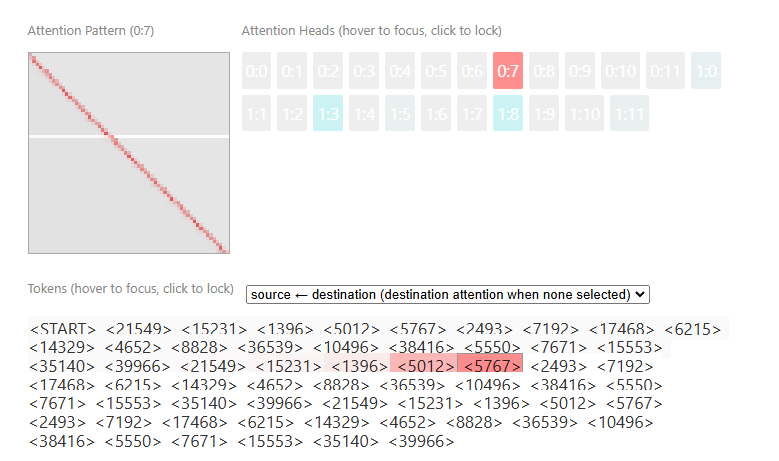 Attention Pattern (0:7)
Attention Heads (hover to focus, click to lock)
0:0 0:1 0:2 0:3 0:4 0:5 0:6 0:7 0:8 0:9 0:10 0:11 1:0
1:1 1:2 1:3 1:4 1:5 1:6 1:7 1:8 1:9 1:10 1:11
Tokens (hover to focus, click to lock)
source ← destination (destination attention when none selected)
<START> <21549> <15231> <1396> <5012> <5767> <2493> <7192> <17468> <6215>
<14329> <4652> <8828> <36539> <10496> <38416> <5550> <7671> <15553>
<35140> <39966> <21549> <15231> <1396> <5012> <5767> <2493> <7192>
<17468> <6215> <14329> <4652> <8828> <36539> <10496> <38416> <5550>
<7671> <15553> <35140> <39966> <21549> <15231> <1396> <5012> <5767>
<2493> <7192> <17468> <6215> <14329> <4652> <8828> <36539> <10496>
<38416> <5550> <7671> <15553> <35140> <39966>